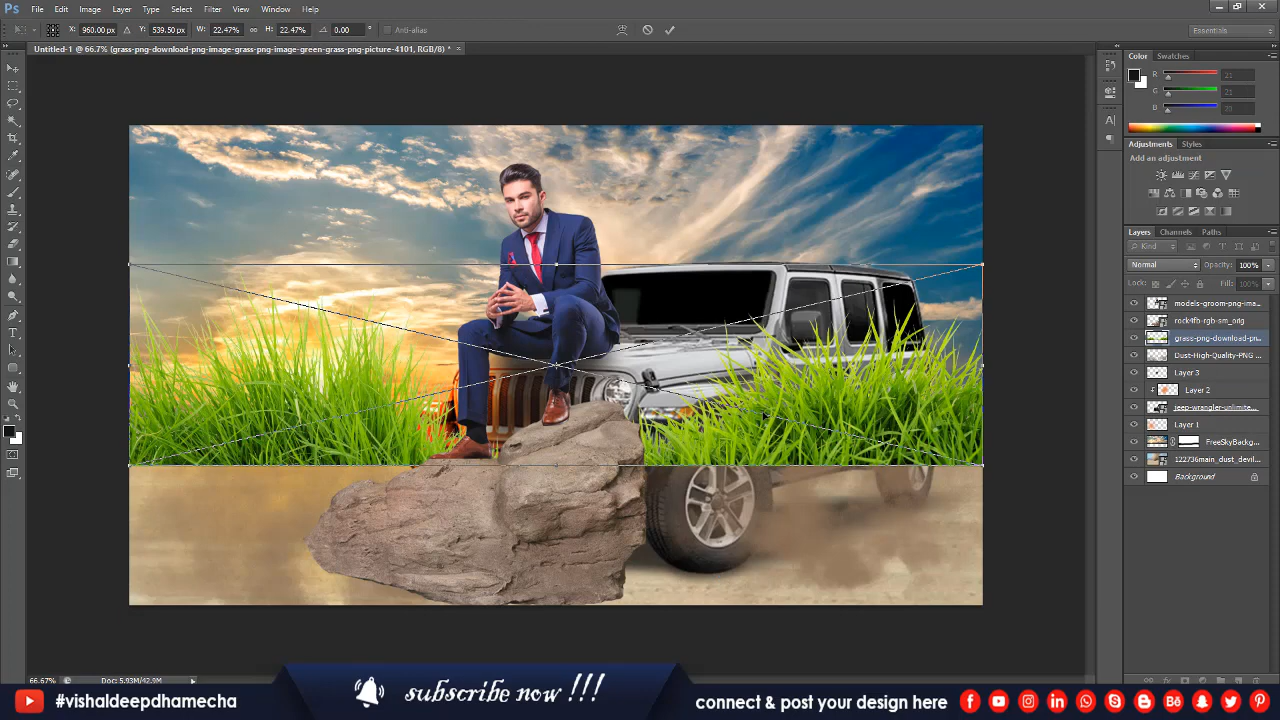 Ps File Edit Image Layer Type Select Filter View Window Help
X: 960.00 px Y: 539.50 px W: 22.47% H: 22.47% 0.00 ° Anti-alias Essentials
Untitled-1 @ 66.7% (grass-png-download-png-image-grass-png-image-green-grass-png-picture-4101, RGB/8) * ×
Color Swatches
R 21
G 21
B
Adjustments Styles
Add an adjustment
Layers Channels Paths
Kind
Normal Opacity: 100%
Lock: Fill: 100%
models-groom-png-ima...
rock4fb-rgb-sm_orig
grass-png-download-pn...
Dust-High-Quality-PNG
Layer 3
Layer 2
Jeep-wrangler-unlimite...
Layer 1
FreeSkyBackg...
122736main_dust_devil...
Background
66.67% Doc: 5.93M/42.9M
#vishaldeepdhamecha
subscribe now !!!
connect & post your design here